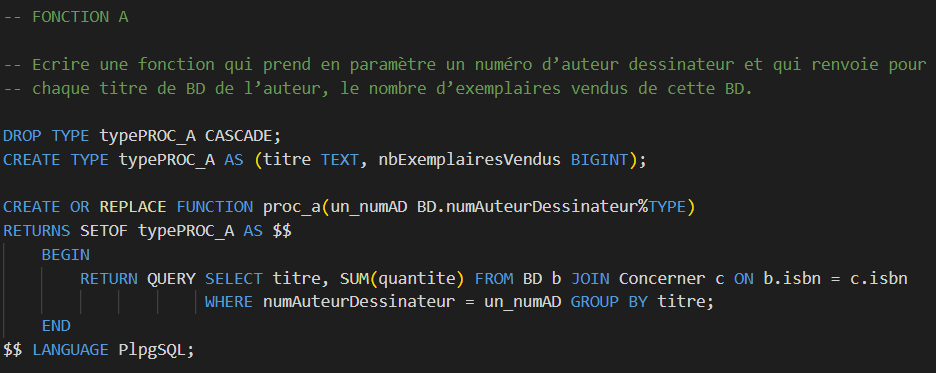 -- FONCTION A
-- Ecrire une fonction qui prend en paramètre un numéro d’auteur dessinateur et qui renvoie pour
-- chaque titre de BD de l’auteur, le nombre d’exemplaires vendus de cette BD.
DROP TYPE typePROC_A CASCADE;
CREATE TYPE typePROC_A AS (titre TEXT, nbExemplairesVendus BIGINT);
CREATE OR REPLACE FUNCTION proc_a(un_numAD BD.numAuteurDessinateur%TYPE)
RETURNS SETOF typePROC_A AS $$
BEGIN
RETURN QUERY SELECT titre, SUM(quantite) FROM BD b JOIN Concerner c ON b.isbn = c.isbn
WHERE numAuteurDessinateur = un_numAD GROUP BY titre;
END
$$ LANGUAGE PlpgSQL;